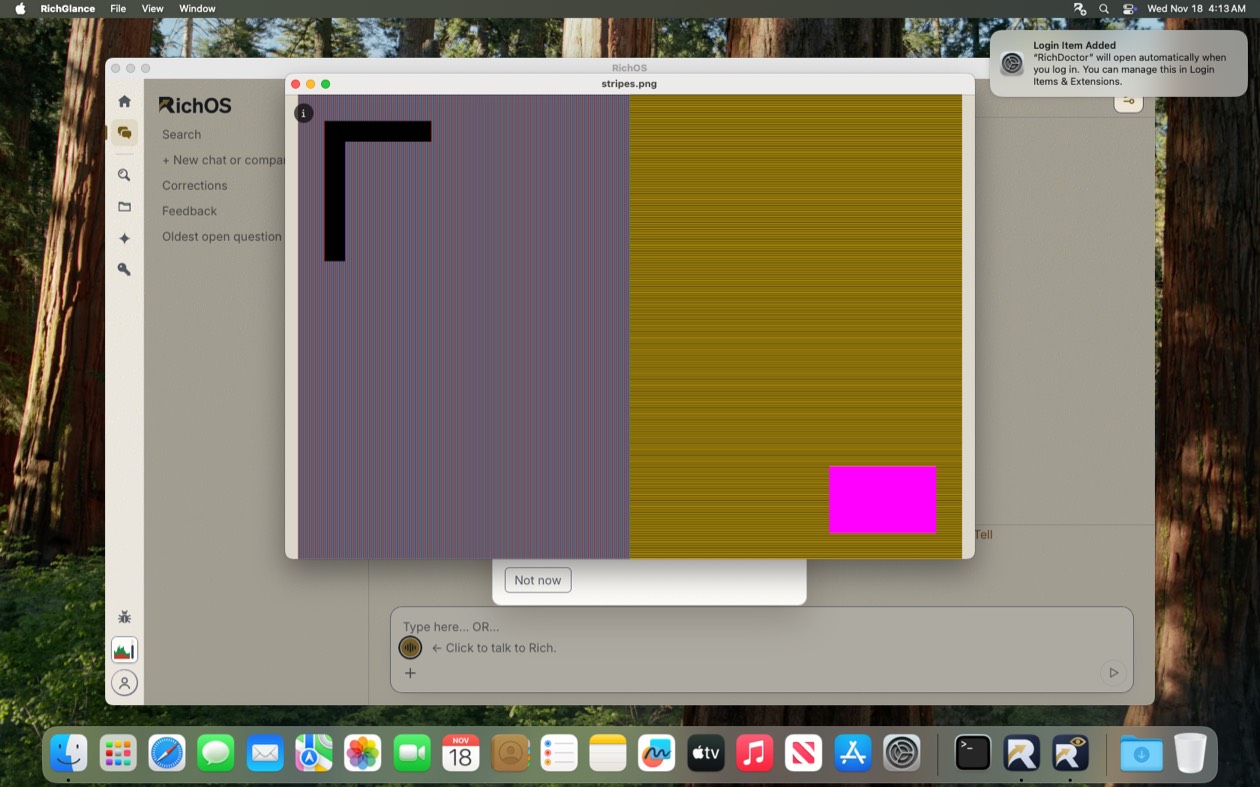 RichGlance File View Window Wed Nov 18 4:13 AM
Login Item Added
"RichDoctor" will open automatically when
you log in. You can manage this in Login
Items & Extensions.
RichOS
stripes.png
i
RichOS
Search
+ New chat or compa
Corrections
Feedback
Oldest open question
Tell
Not now
Type here... OR...
← Click to talk to Rich.
NOV
18
tv